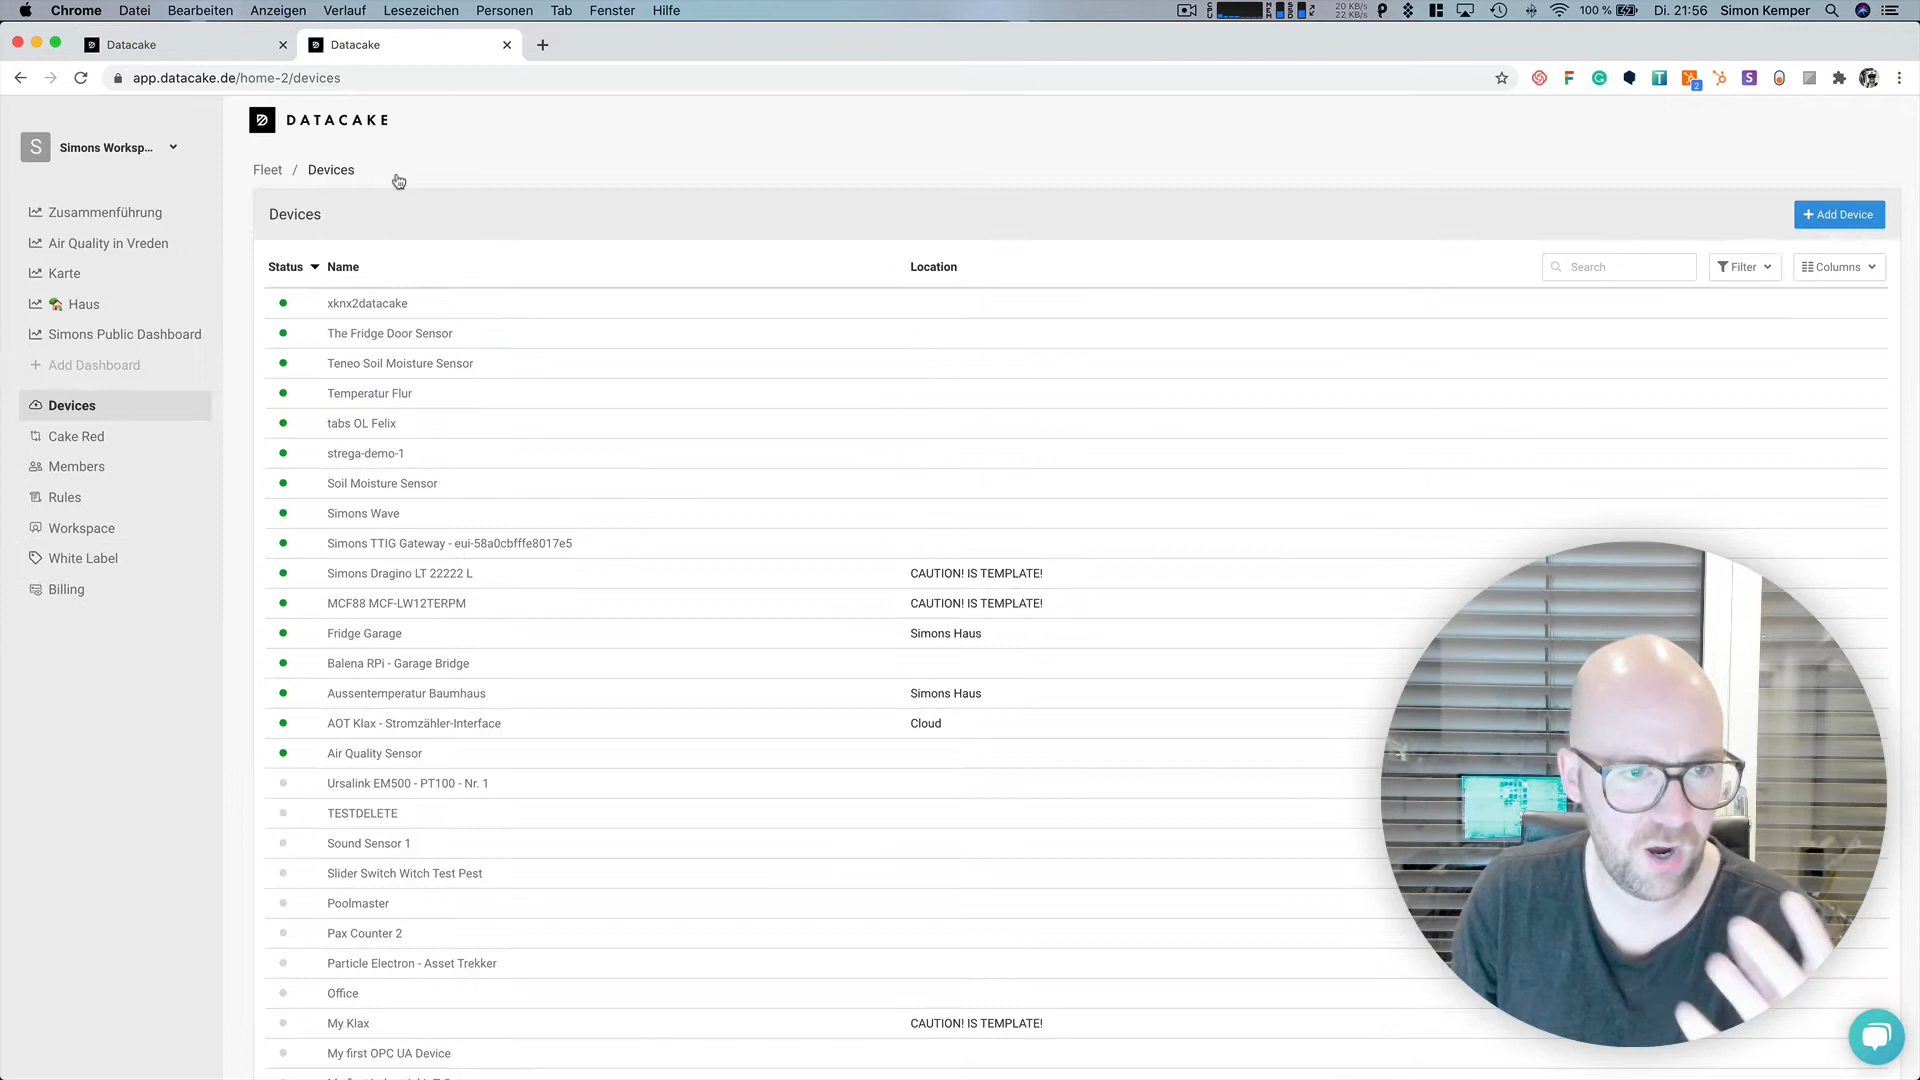 Chrome Datei Bearbeiten Anzeigen Verlauf Lesezeichen Personen Tab Fenster Hilfe 20 KB/s 22 KB/s 100 % Di. 21:56 Simon Kemper
Datacake Datacake
app.datacake.de/home-2/devices
2
DATACAKE
S Simons Worksp...
Fleet / Devices
Zusammenführung
Air Quality in Vreden
Karte
Haus
Simons Public Dashboard
+ Add Dashboard
Devices
Cake Red
Members
Rules
Workspace
White Label
Billing
Devices + Add Device
Status Name Location Search Filter Columns
xknx2datacake
The Fridge Door Sensor
Teneo Soil Moisture Sensor
Temperatur Flur
tabs OL Felix
strega-demo-1
Soil Moisture Sensor
Simons Wave
Simons TTIG Gateway - eui-58a0cbfffe8017e5
Simons Dragino LT 22222 L CAUTION! IS TEMPLATE!
MCF88 MCF-LW12TERPM CAUTION! IS TEMPLATE!
Fridge Garage Simons Haus
Balena RPi - Garage Bridge
Aussentemperatur Baumhaus Simons Haus
AOT Klax - Stromzähler-Interface Cloud
Air Quality Sensor
Ursalink EM500 - PT100 - Nr. 1
TESTDELETE
Sound Sensor 1
Slider Switch Witch Test Pest
Poolmaster
Pax Counter 2
Particle Electron - Asset Trekker
Office
My Klax CAUTION! IS TEMPLATE!
My first OPC UA Device